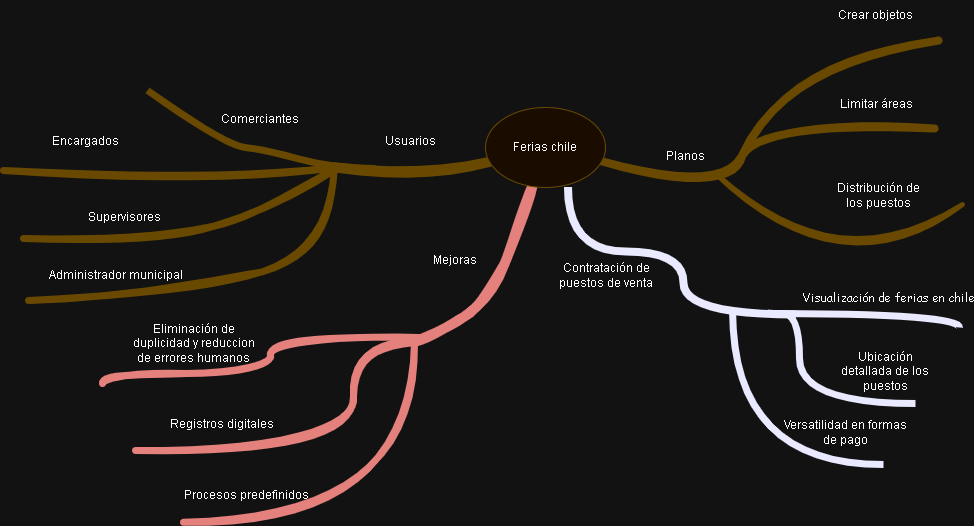 Crear objetos
Limitar áreas
Comerciantes
Encargados
Usuarios
Ferias chile
Planos
Distribución de
los puestos
Supervisores
Administrador municipal
Mejoras
Contratación de
puestos de venta
Visualización de ferias en chile
Eliminación de
duplicidad y reduccion
de errores humanos
Ubicación
detallada de los
puestos
Registros digitales
Versatilidad en formas
de pago
Procesos predefinidos